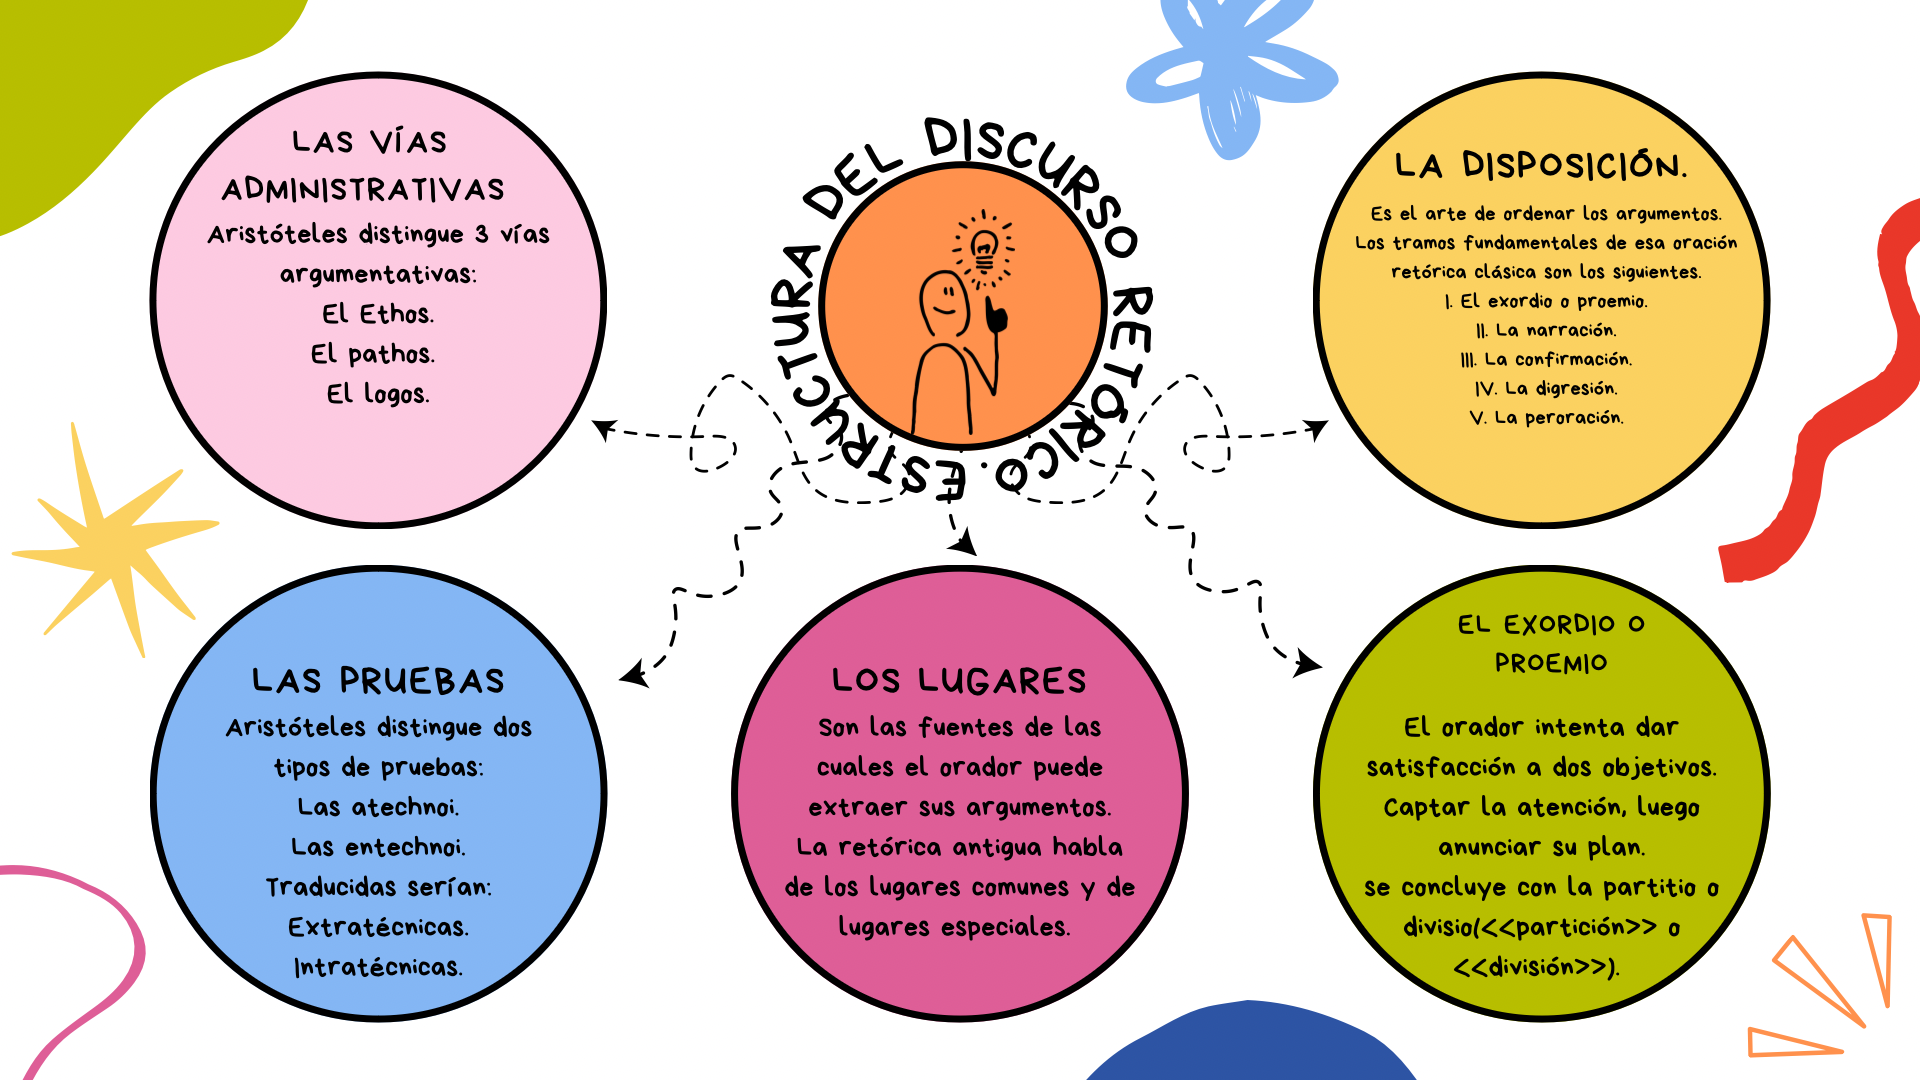 ESTRUCTURA DEL DISCURSO RETÓRICO.
LAS VÍAS
ADMINISTRATIVAS
Aristóteles distingue 3 vías
argumentativas:
El Ethos.
El pathos.
El logos.
LA DISPOSICIÓN.
Es el arte de ordenar los argumentos.
Los tramos fundamentales de esa oración
retórica clásica son los siguientes.
I. El exordio o proemio.
II. La narración.
III. La confirmación.
IV. La digresión.
V. La peroración.
LAS PRUEBAS
Aristóteles distingue dos
tipos de pruebas:
Las atechnoi.
Las entechnoi.
Traducidas serían:
Extratécnicas.
Intratécnicas.
LOS LUGARES
Son las fuentes de las
cuales el orador puede
extraer sus argumentos.
La retórica antigua habla
de los lugares comunes y de
lugares especiales.
EL EXORDIO O
PROEMIO
El orador intenta dar
satisfacción a dos objetivos.
Captar la atención, luego
anunciar su plan.
se concluye con la partitio o
divisio(<<partición>> o
<<división>>).